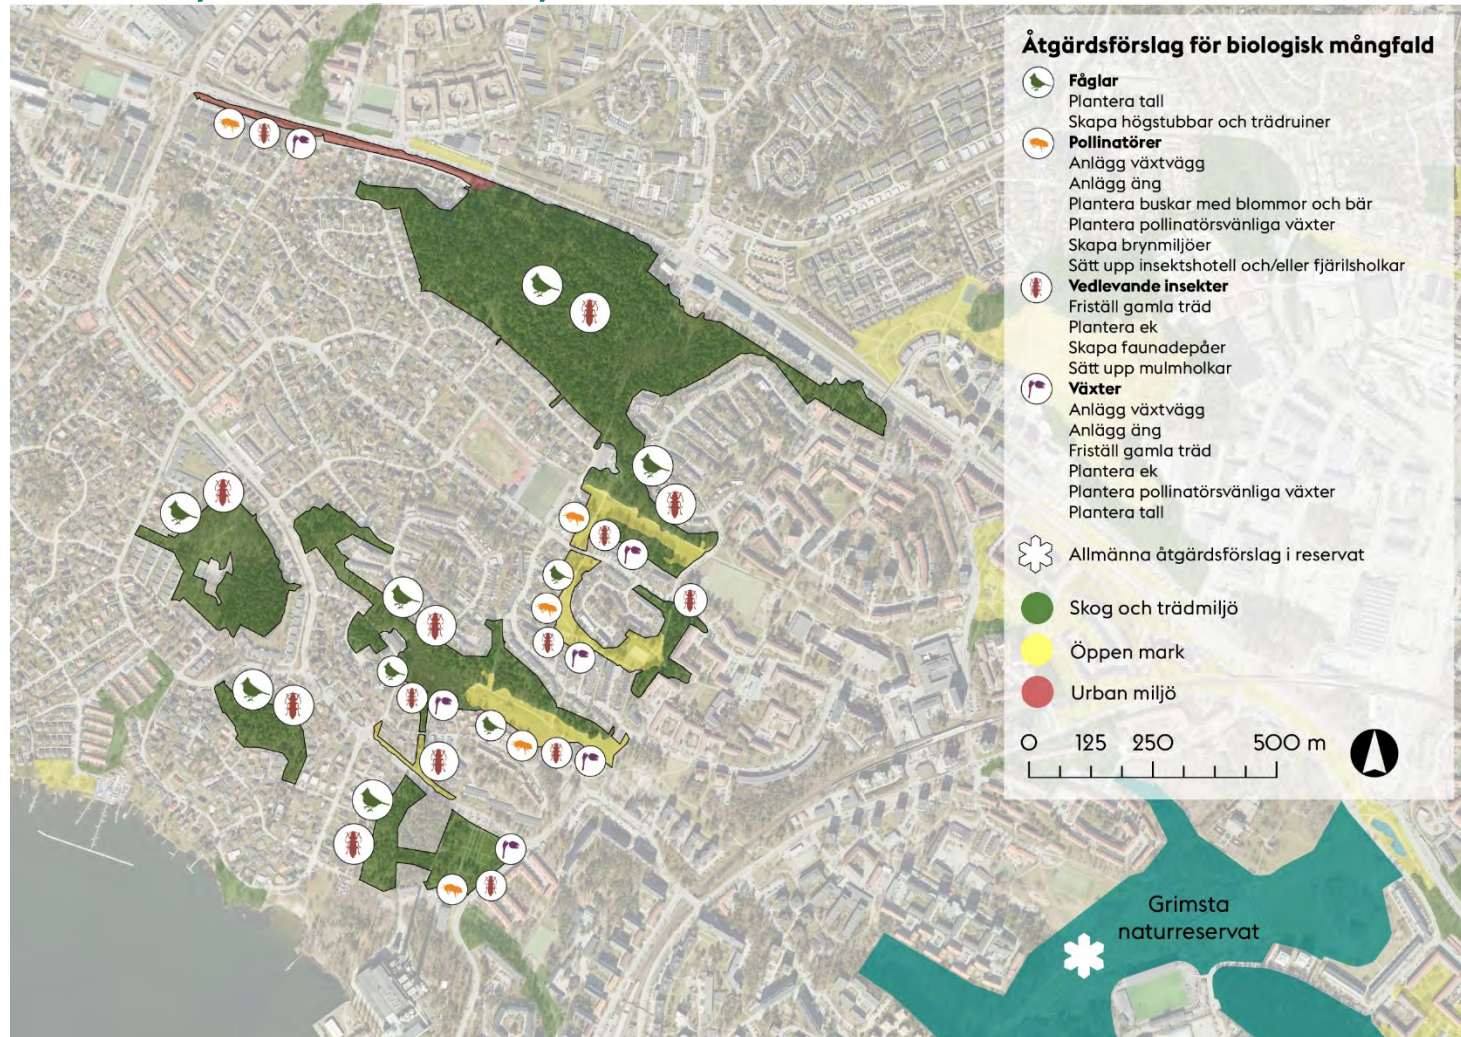 Åtgärdsförslag för biologisk mångfald
Fåglar
Plantera tall
Skapa högstubbar och trädruiner
Pollinatörer
Anlägg växtvägg
Anlägg äng
Plantera buskar med blommor och bär
Plantera pollinatörsvänliga växter
Skapa brynmiljöer
Sätt upp insektshotell och/eller fjärilsholkar
Vedlevande insekter
Friställ gamla träd
Plantera ek
Skapa faunadepåer
Sätt upp mulmholkar
Växter
Anlägg växtvägg
Anlägg äng
Friställ gamla träd
Plantera ek
Plantera pollinatörsvänliga växter
Plantera tall
Allmänna åtgärdsförslag i reservat
Skog och trädmiljö
Öppen mark
Urban miljö
0 125 250 500 m
Grimsta
naturreservat